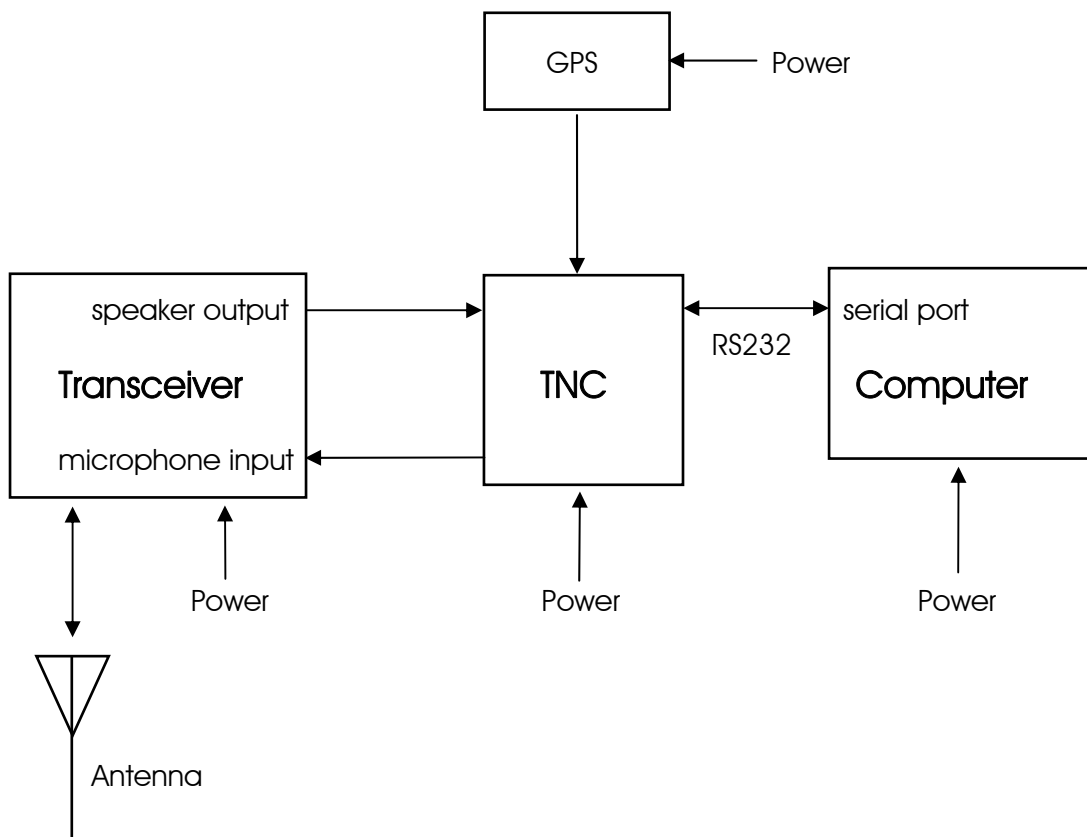 GPS
Power
speaker output
Transceiver
microphone input
TNC
RS232
serial port
Computer
Power
Power
Power
Antenna